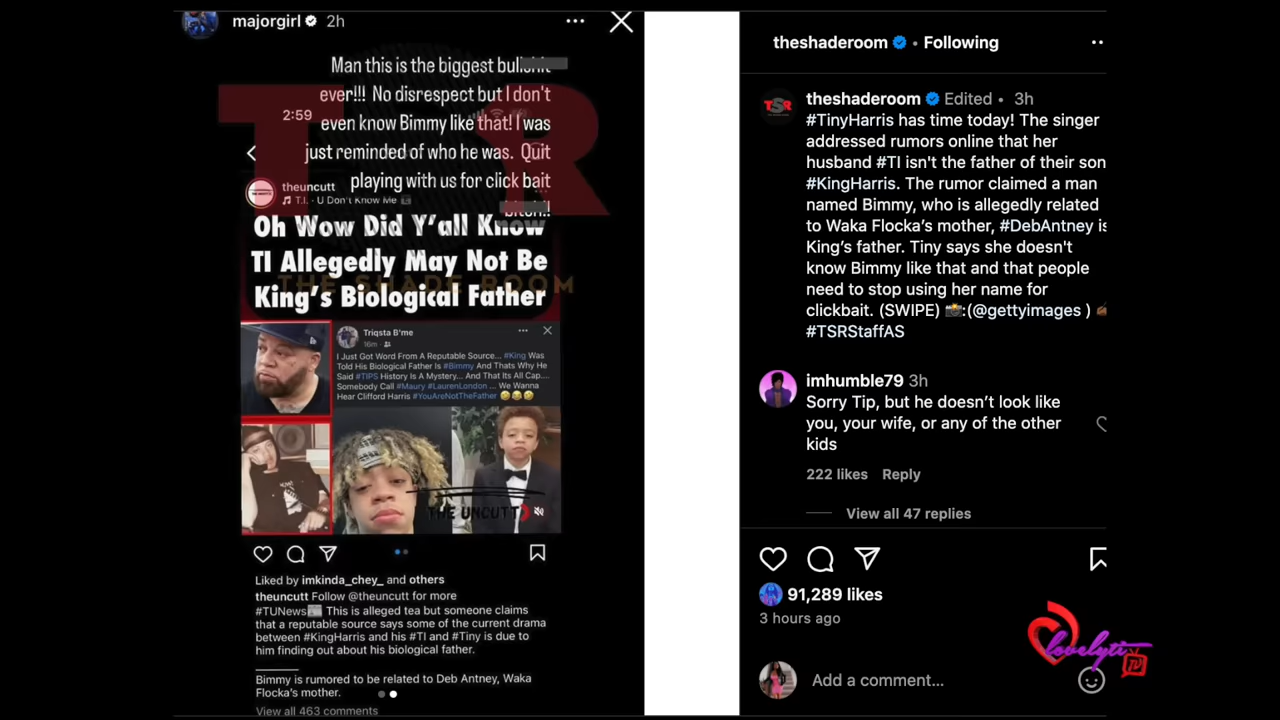 majorgirl 2h
Man this is the biggest bullshit
ever!!! No disrespect but I don't
even know Bimmy like that! I was
just reminded of who he was. Quit
playing with us for click bait
bitch!!
2:59
theuncutt
T.I. · U Don't Know Me
Oh Wow Did Y'all Know
TI Allegedly May Not Be
King's Biological Father
THE SHADE ROOM
Triqsta B'me
16m
I Just Got Word From A Reputable Source... #King Was
Told His Biological Father Is #Bimmy And Thats Why He
Said #TIPS History Is A Mystery... And That Its All Cap....
Somebody Call #Maury #LaurenLondon ... We Wanna
Hear Clifford Harris #YouAreNotTheFather 🤣😂🤣
THE UNCUTT
Liked by imkinda_chey_ and others
theuncutt Follow @theuncutt for more
#TUNews📰 This is alleged tea but someone claims
that a reputable source says some of the current drama
between #KingHarris and his #TI and #Tiny is due to
him finding out about his biological father.
Bimmy is rumored to be related to Deb Antney, Waka
Flocka's mother.
View all 463 comments
theshaderoom • Following
TSR
theshaderoom Edited • 3h
#TinyHarris has time today! The singer
addressed rumors online that her
husband #TI isn't the father of their son
#KingHarris. The rumor claimed a man
named Bimmy, who is allegedly related
to Waka Flocka's mother, #DebAntney is
King's father. Tiny says she doesn't
know Bimmy like that and that people
need to stop using her name for
clickbait. (SWIPE) 📸:(@gettyimages ) ✍🏾
#TSRStaffAS
imhumble79 3h
Sorry Tip, but he doesn't look like
you, your wife, or any of the other
kids
222 likes Reply
View all 47 replies
91,289 likes
3 hours ago
Add a comment...
lovelyti
TV